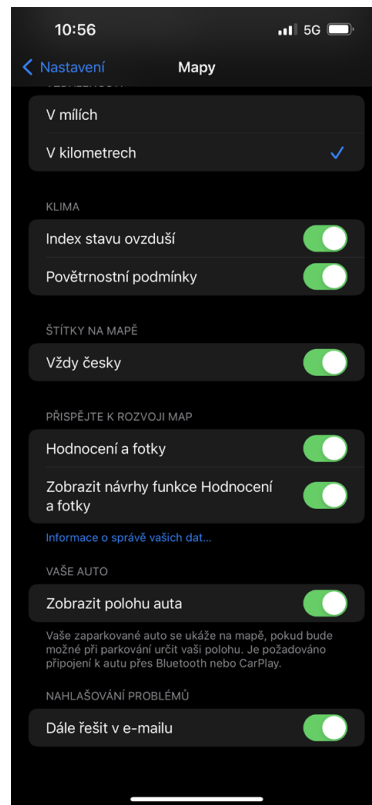 10:56
5G
Nastavení
Mapy
V mílích
V kilometrech
KLIMA
Index stavu ovzduší
Povětrnostní podmínky
ŠTÍTKY NA MAPĚ
Vždy česky
PŘISPĚJTE K ROZVOJI MAP
Hodnocení a fotky
Zobrazit návrhy funkce Hodnocení
a fotky
Informace o správě vašich dat...
VAŠE AUTO
Zobrazit polohu auta
Vaše zaparkované auto se ukáže na mapě, pokud bude
možné při parkování určit vaši polohu. Je požadováno
připojení k autu přes Bluetooth nebo CarPlay.
NAHLAŠOVÁNÍ PROBLÉMŮ
Dále řešit v e-mailu